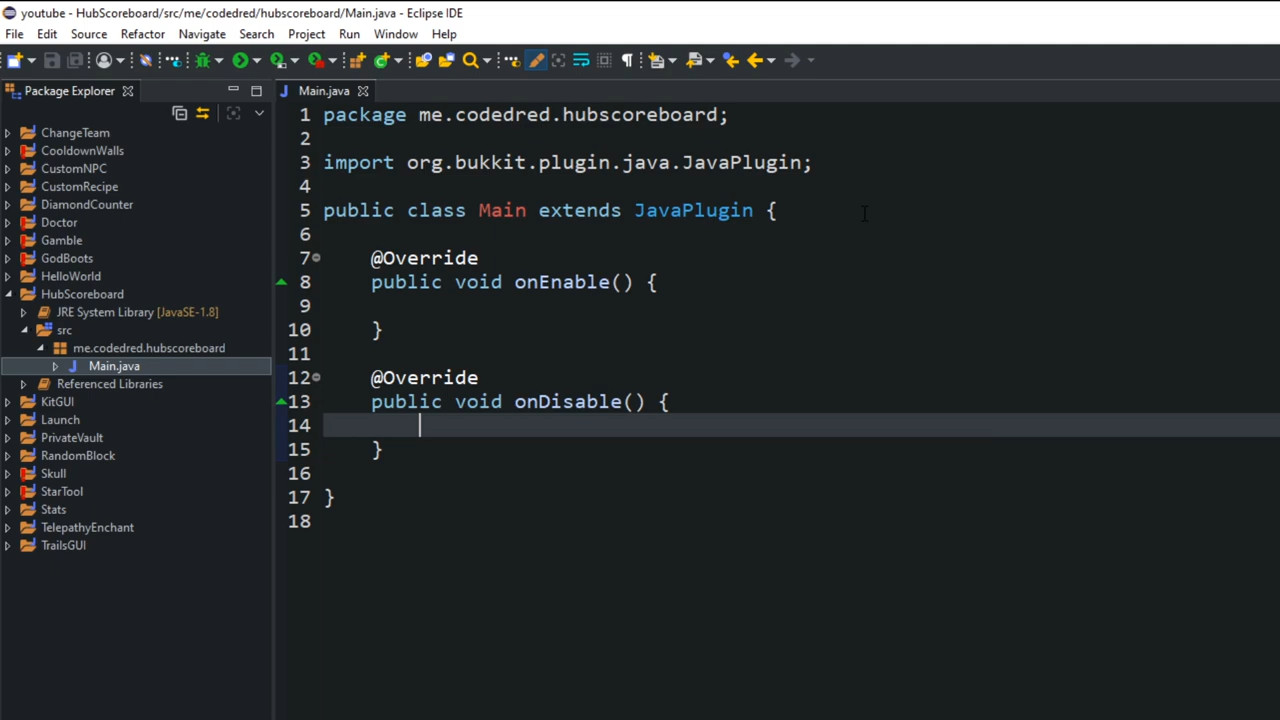 youtube - HubScoreboard/src/me/codedred/hubscoreboard/Main.java - Eclipse IDE
File Edit Source Refactor Navigate Search Project Run Window Help
Package Explorer
Main.java
ChangeTeam
CooldownWalls
CustomNPC
CustomRecipe
DiamondCounter
Doctor
Gamble
GodBoots
HelloWorld
HubScoreboard
JRE System Library [JavaSE-1.8]
src
me.codedred.hubscoreboard
Main.java
Referenced Libraries
KitGUI
Launch
PrivateVault
RandomBlock
Skull
StarTool
Stats
TelepathyEnchant
TrailsGUI
1 package me.codedred.hubscoreboard;
2
3 import org.bukkit.plugin.java.JavaPlugin;
4
5 public class Main extends JavaPlugin {
6
7 @Override
8 public void onEnable() {
9
10 }
11
12 @Override
13 public void onDisable() {
14
15 }
16
17 }
18